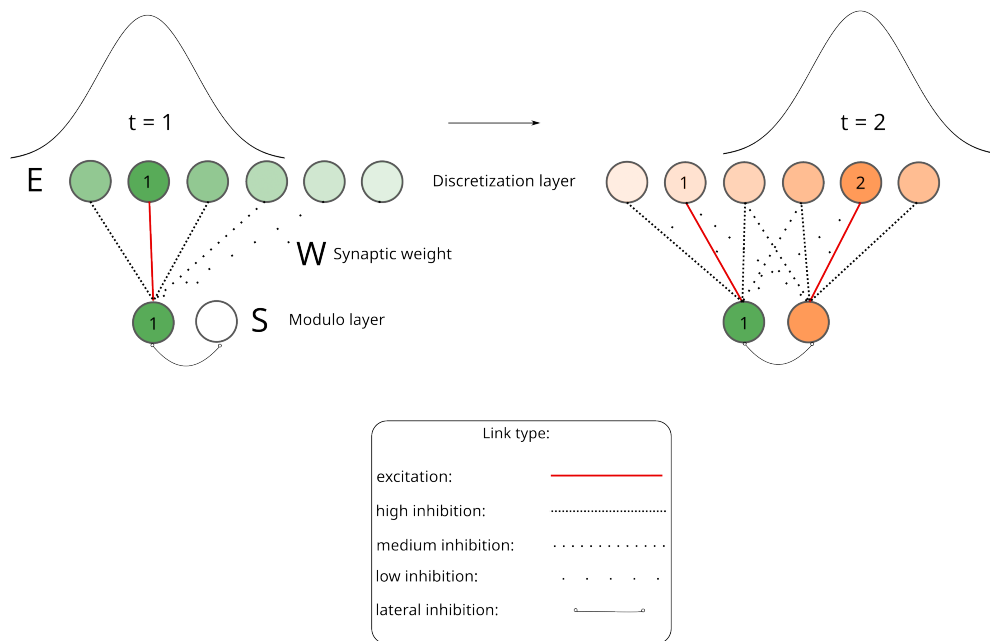 t = 1
t = 2
E
1
Discretization layer
1
2
W Synaptic weight
1
S Modulo layer
1
Link type:
excitation:
high inhibition:
medium inhibition:
low inhibition:
lateral inhibition: